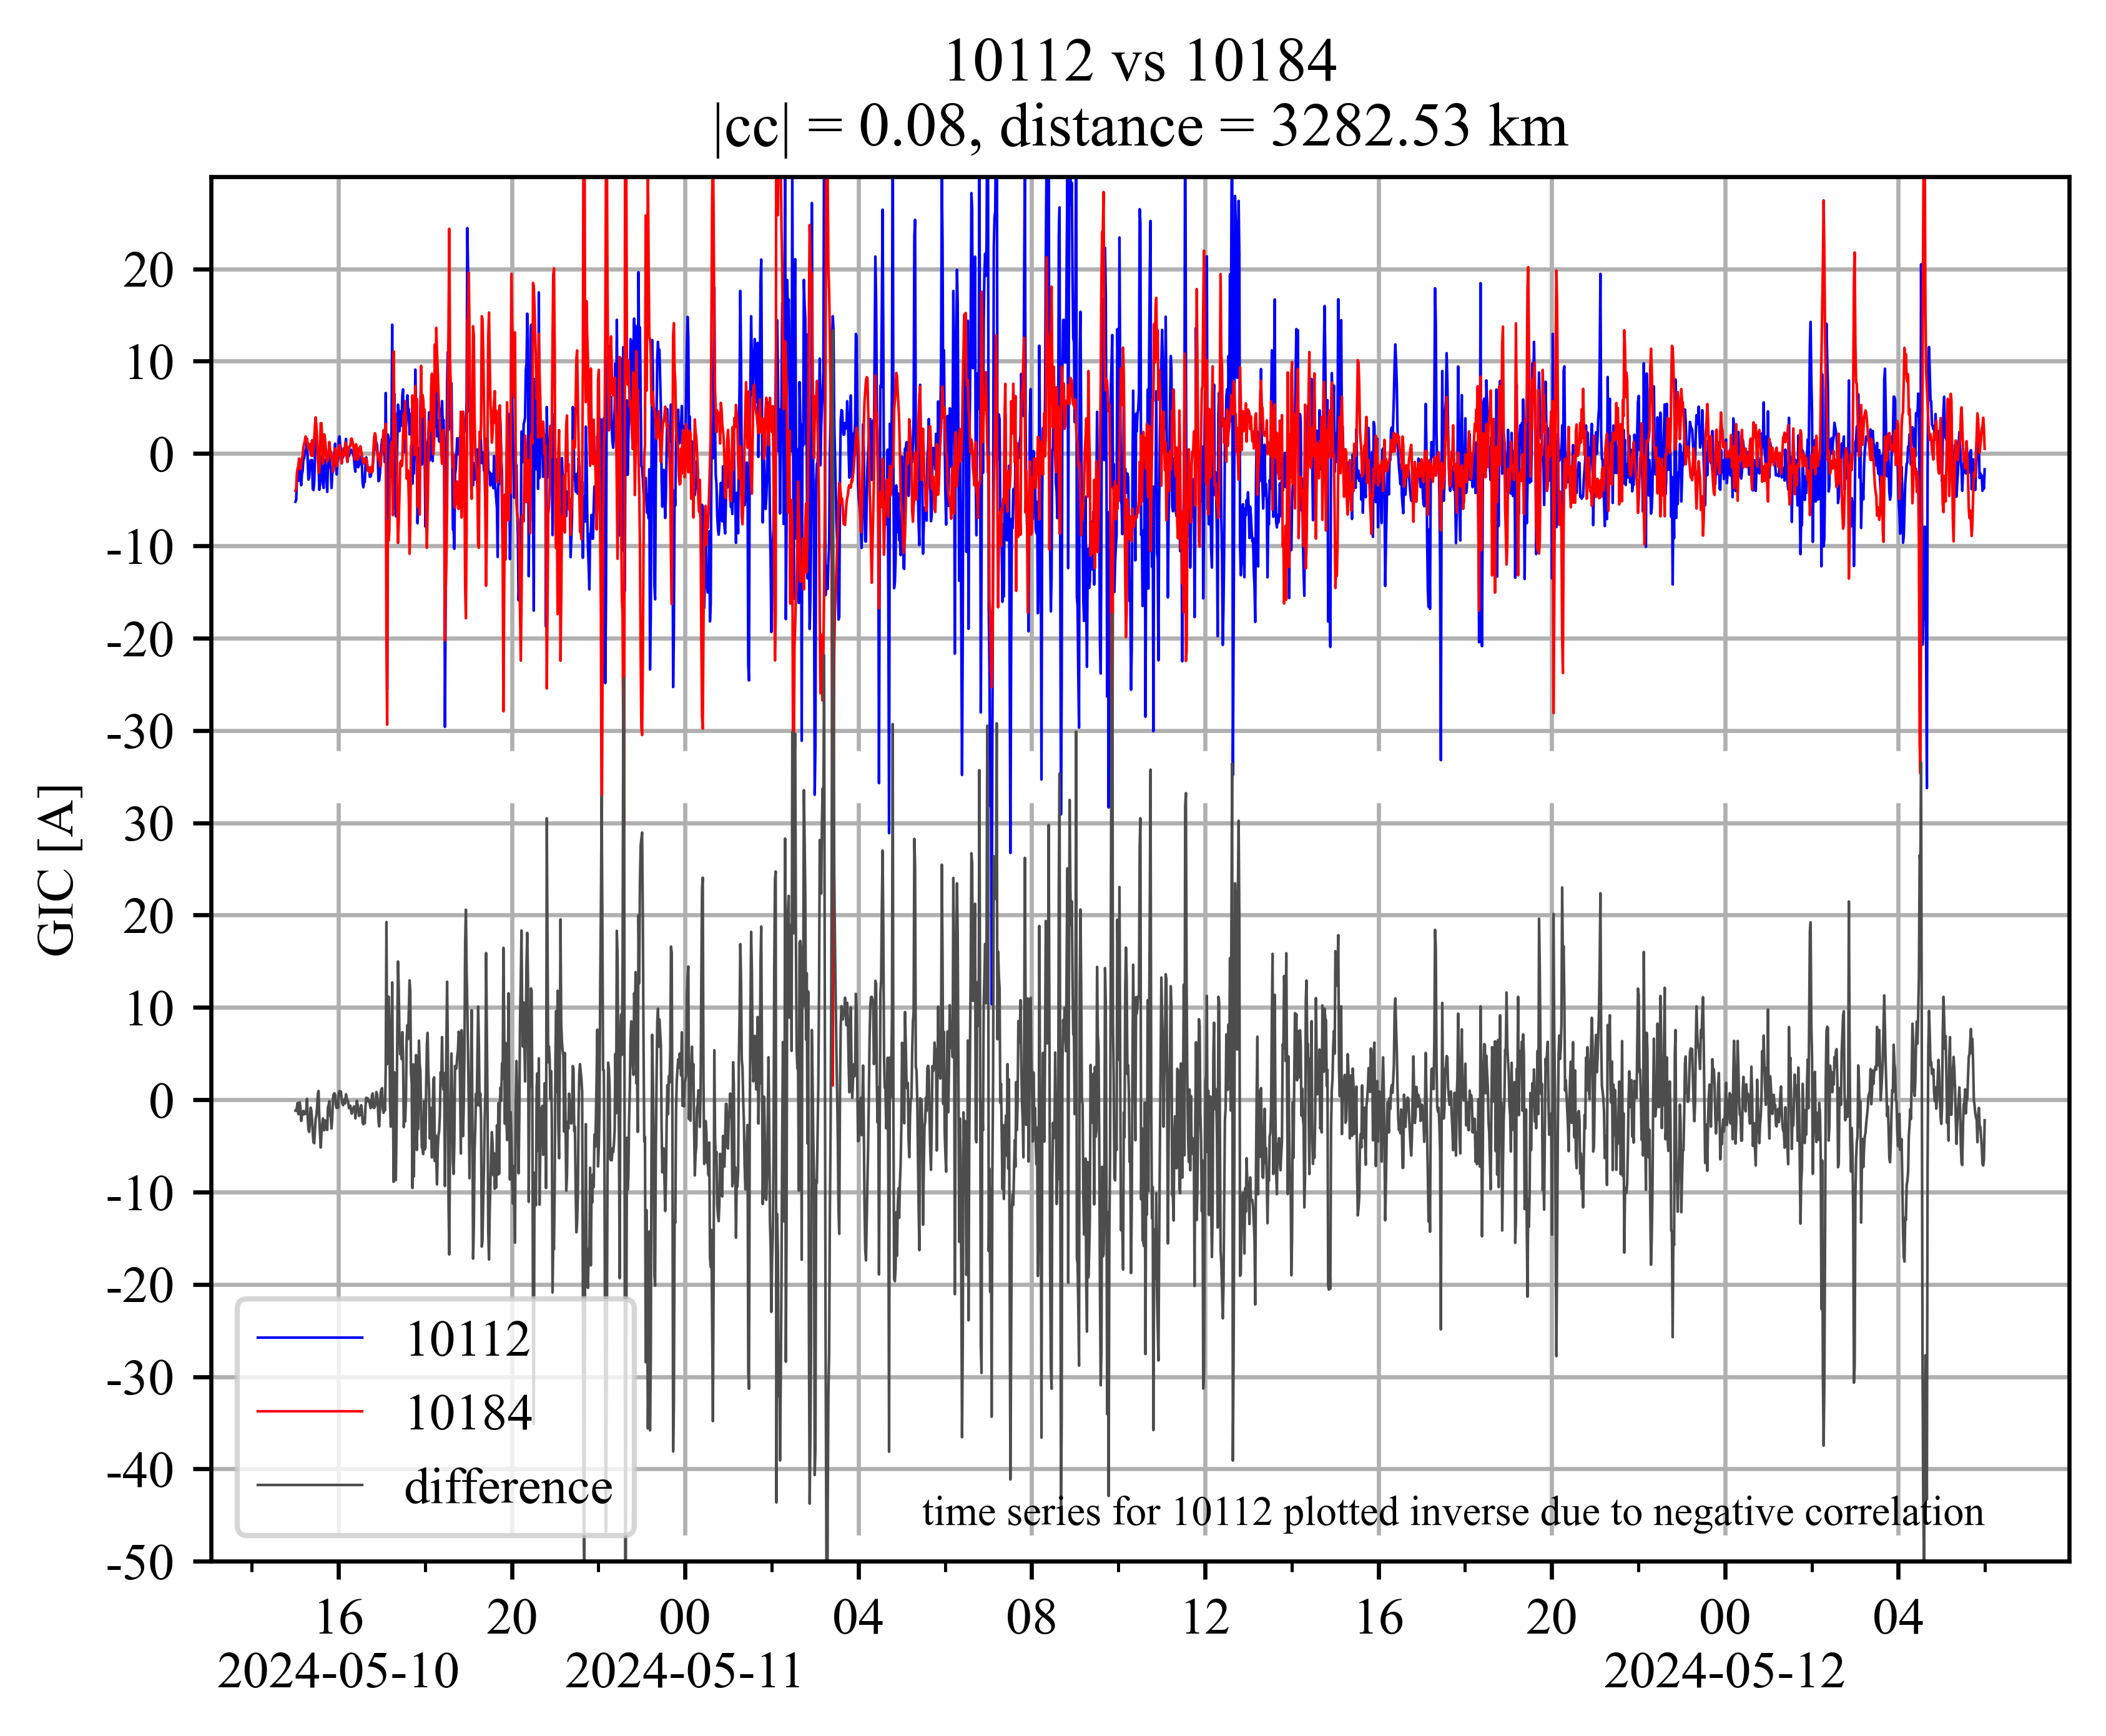 10112 vs 10184
|cc| = 0.08, distance = 3282.53 km
GIC [A]
20
10
0
-10
-20
-30
30
20
10
0
-10
-20
-30
-40
-50
10112
10184
difference
time series for 10112 plotted inverse due to negative correlation
16 20 00 04 08 12 16 20 00 04
2024-05-10 2024-05-11 2024-05-12